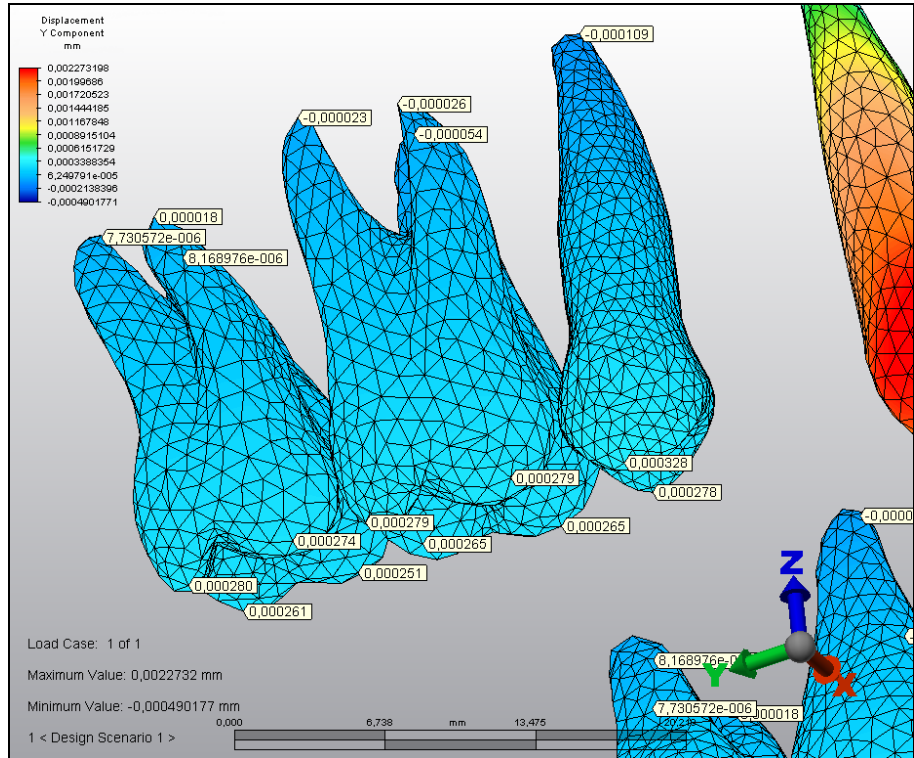 Displacement
Y Component
mm
0,002273198
0,00199686
0,001720523
0,001444185
0,001167848
0,0008915104
0,0006151729
0,0003388354
6,249791e-005
-0,0002138396
-0,0004901771
-0,000109
-0,000023
-0,000026
-0,000054
0,000018
7,730572e-006
8,168976e-006
0,000328
0,000279
0,000278
0,000279
0,000265
0,000274
0,000265
0,000251
0,000280
0,000261
Z
Y
X
8,168976e-
7,730572e-006
0,000018
Load Case: 1 of 1
Maximum Value: 0,0022732 mm
Minimum Value: -0,000490177 mm
1 < Design Scenario 1 >
0,000
6,738
mm
13,475